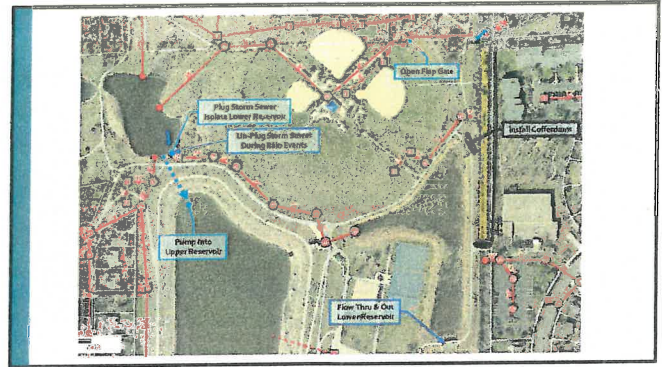 Open Flap Gate
Plug Storm Sewer
Isolate Lower Reservoir
Un-Plug Storm Sewer
During Rain Events
Install Cofferdams
Pump Into
Upper Reservoir
Flow Thru & Out
Lower Reservoir